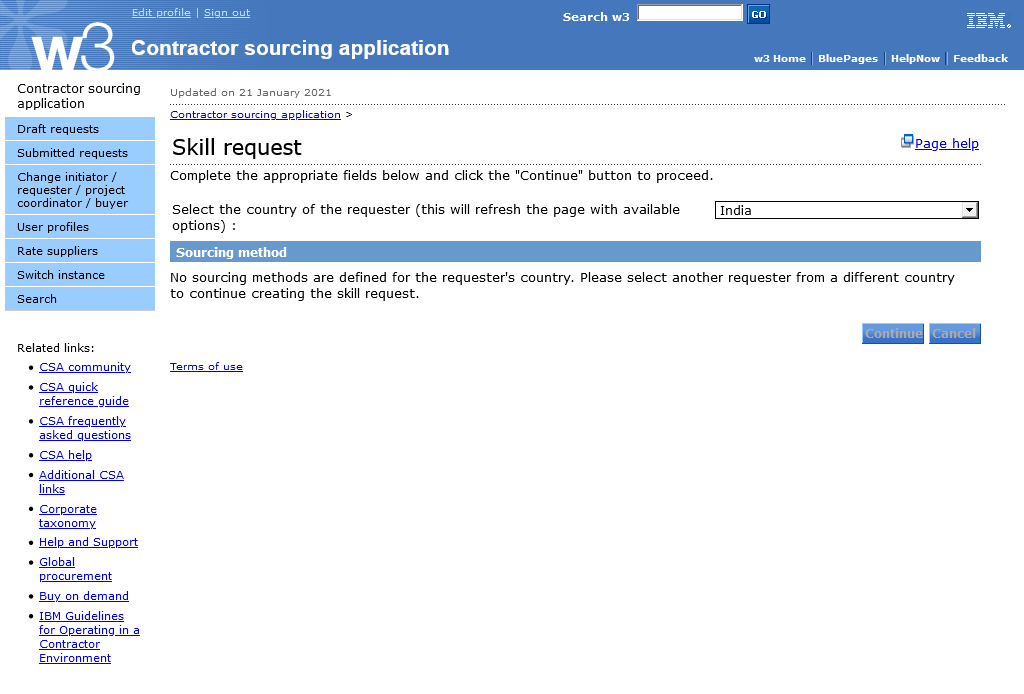 Edit profile | Sign out
Search w3
GO
IBM.
w3
Contractor sourcing application
w3 Home | BluePages | HelpNow | Feedback
Contractor sourcing
application
Draft requests
Submitted requests
Change initiator /
requester / project
coordinator / buyer
User profiles
Rate suppliers
Switch instance
Search
Related links:
• CSA community
• CSA quick
reference guide
• CSA frequently
asked questions
• CSA help
• Additional CSA
links
• Corporate
taxonomy
• Help and Support
• Global
procurement
• Buy on demand
• IBM Guidelines
for Operating in a
Contractor
Environment
Updated on 21 January 2021
Contractor sourcing application >
Skill request
Page help
Complete the appropriate fields below and click the "Continue" button to proceed.
Select the country of the requester (this will refresh the page with available
options) :
India
Sourcing method
No sourcing methods are defined for the requester's country. Please select another requester from a different country
to continue creating the skill request.
Continue Cancel
Terms of use